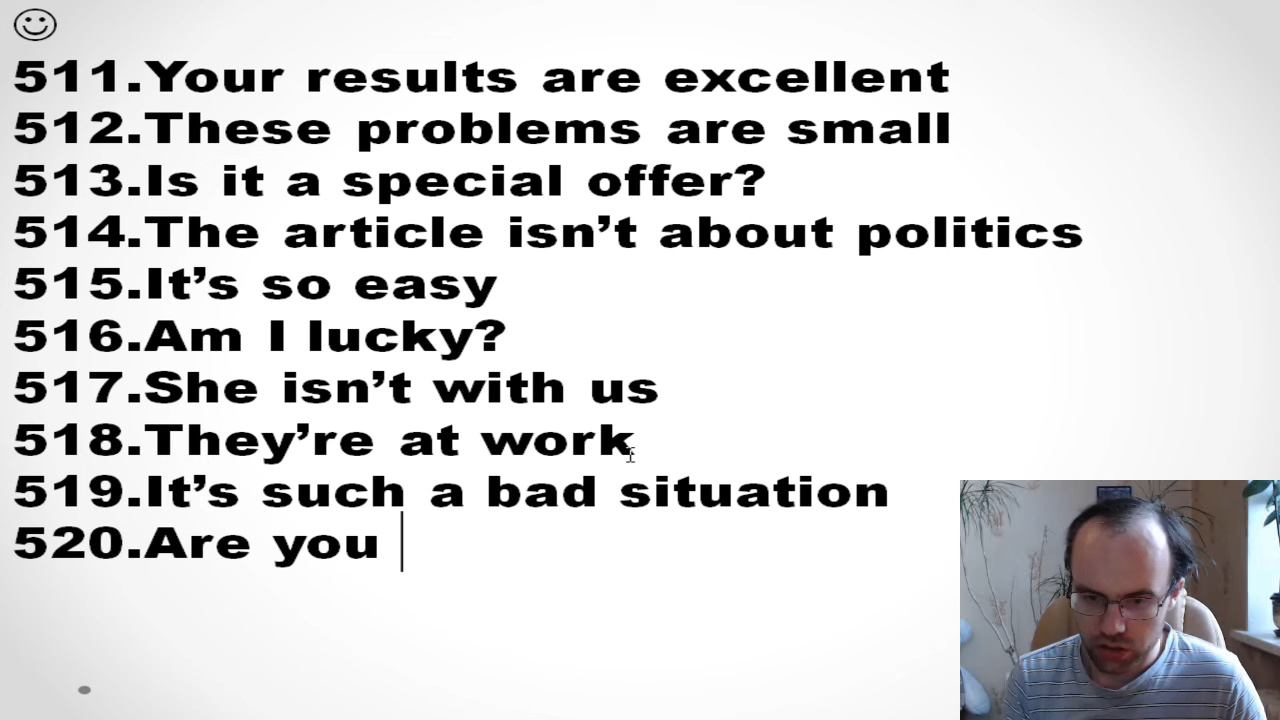 511.Your results are excellent
512.These problems are small
513.Is it a special offer?
514.The article isn’t about politics
515.It’s so easy
516.Am I lucky?
517.She isn’t with us
518.They’re at work
519.It’s such a bad situation
520.Are you